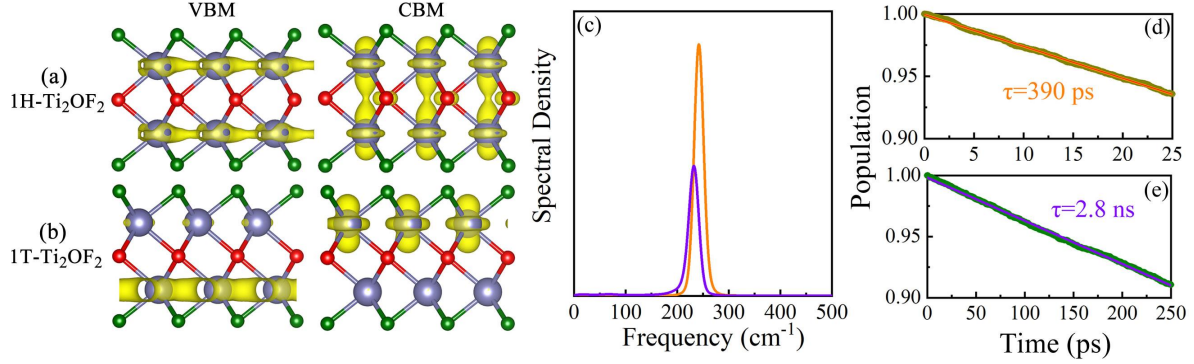 VBM
CBM
(a)
1H-Ti₂OF₂
(b)
1T-Ti₂OF₂
(c)
Spectral Density
0 100 200 300 400 500
Frequency (cm⁻¹)
Population
1.00
0.95
0.90
(d)
τ=390 ps
0 5 10 15 20 25
1.00
0.95
0.90
(e)
τ=2.8 ns
0 50 100 150 200 250
Time (ps)